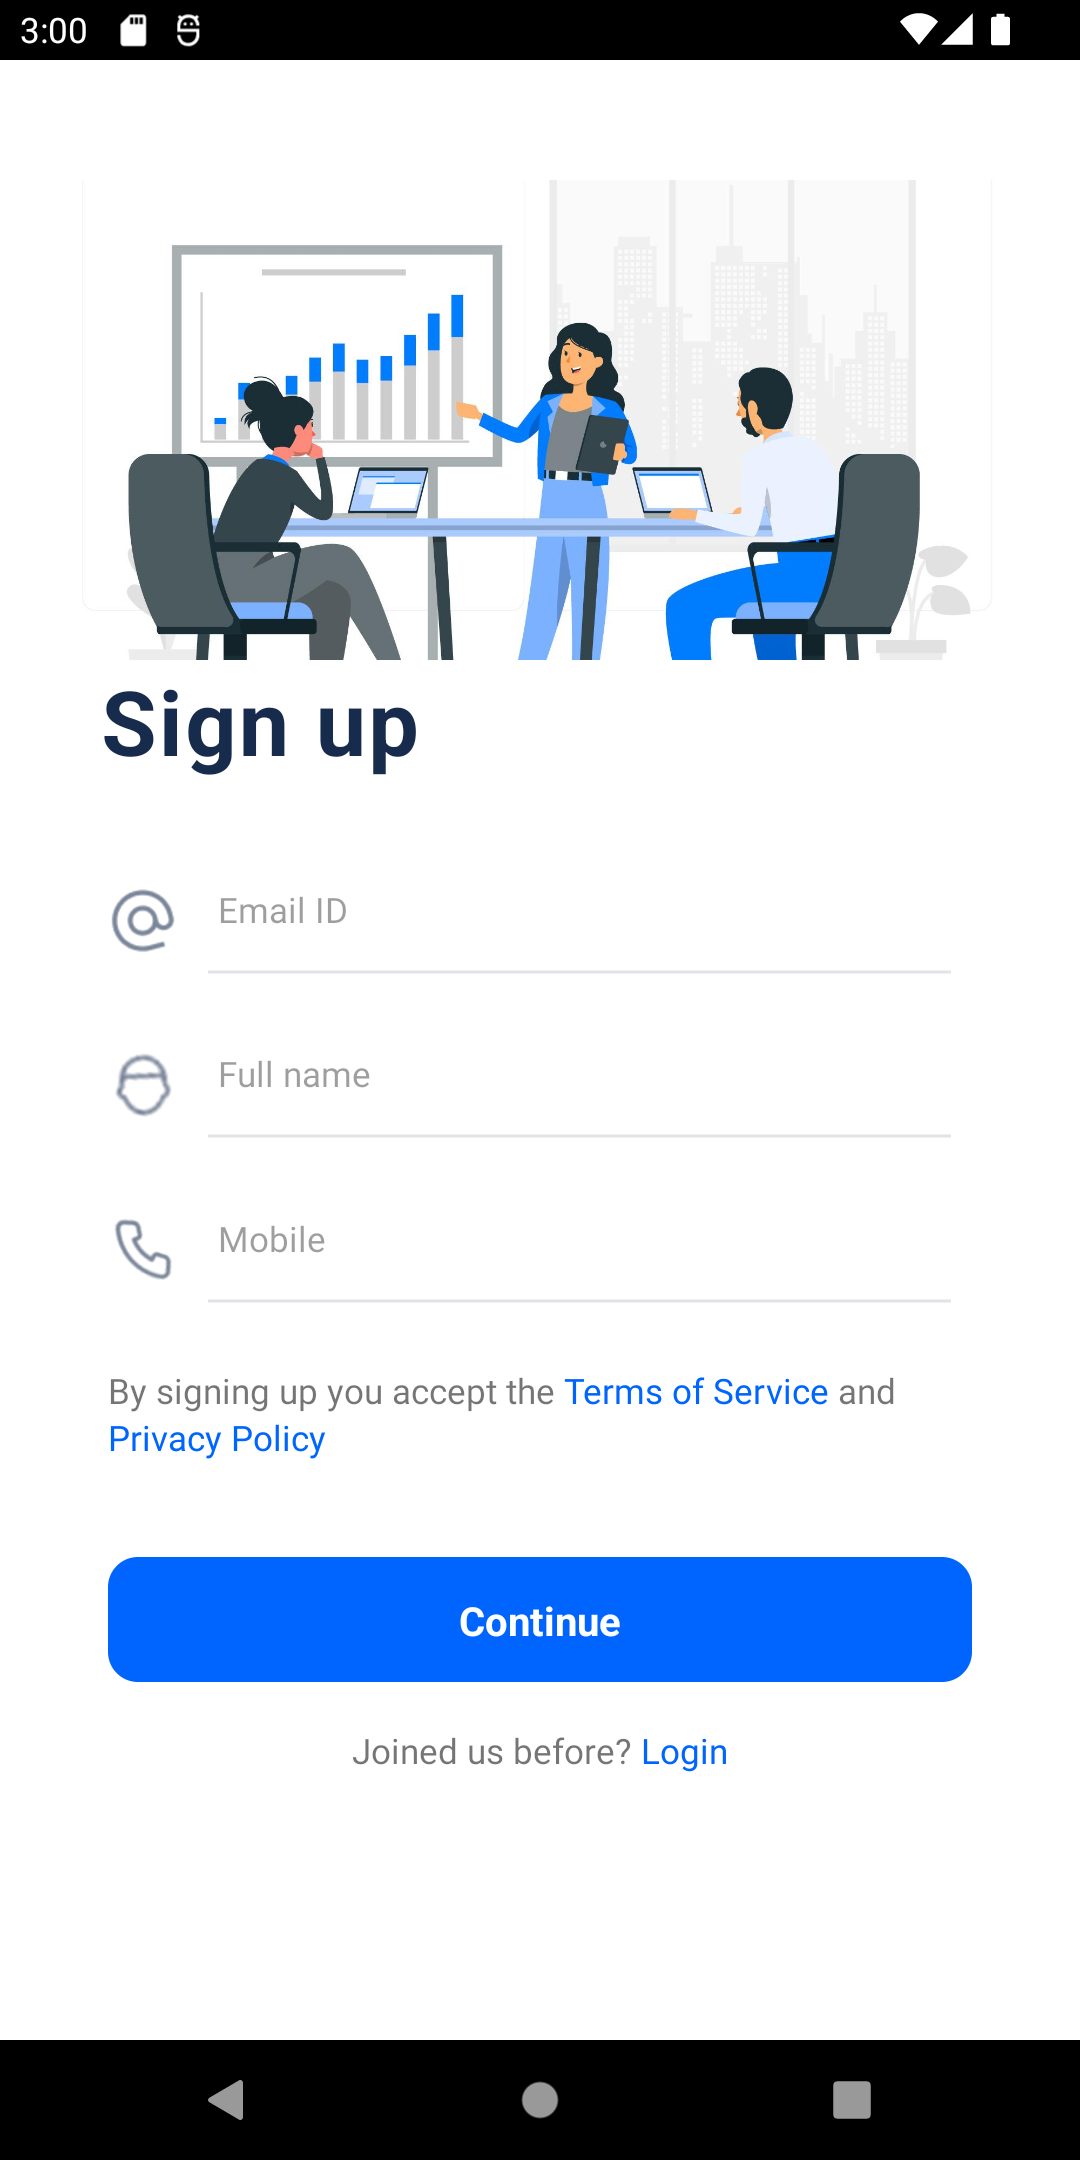 3:00
Sign up
Email ID
Full name
Mobile
By signing up you accept the Terms of Service and
Privacy Policy
Continue
Joined us before? Login